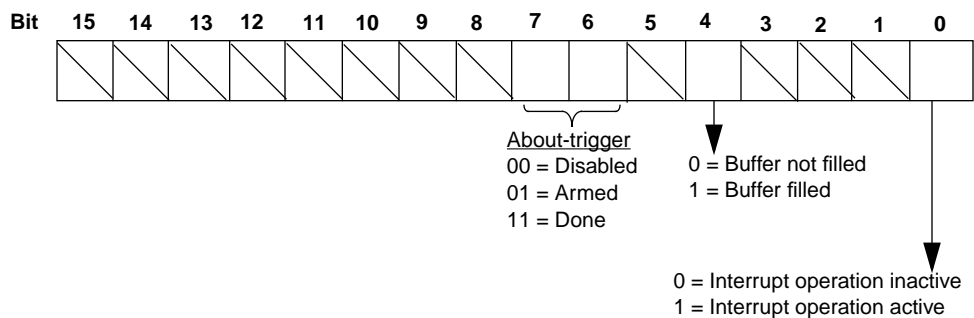 Bit 15 14 13 12 11 10 9 8 7 6 5 4 3 2 1 0
About-trigger
00 = Disabled
01 = Armed
11 = Done
0 = Buffer not filled
1 = Buffer filled
0 = Interrupt operation inactive
1 = Interrupt operation active